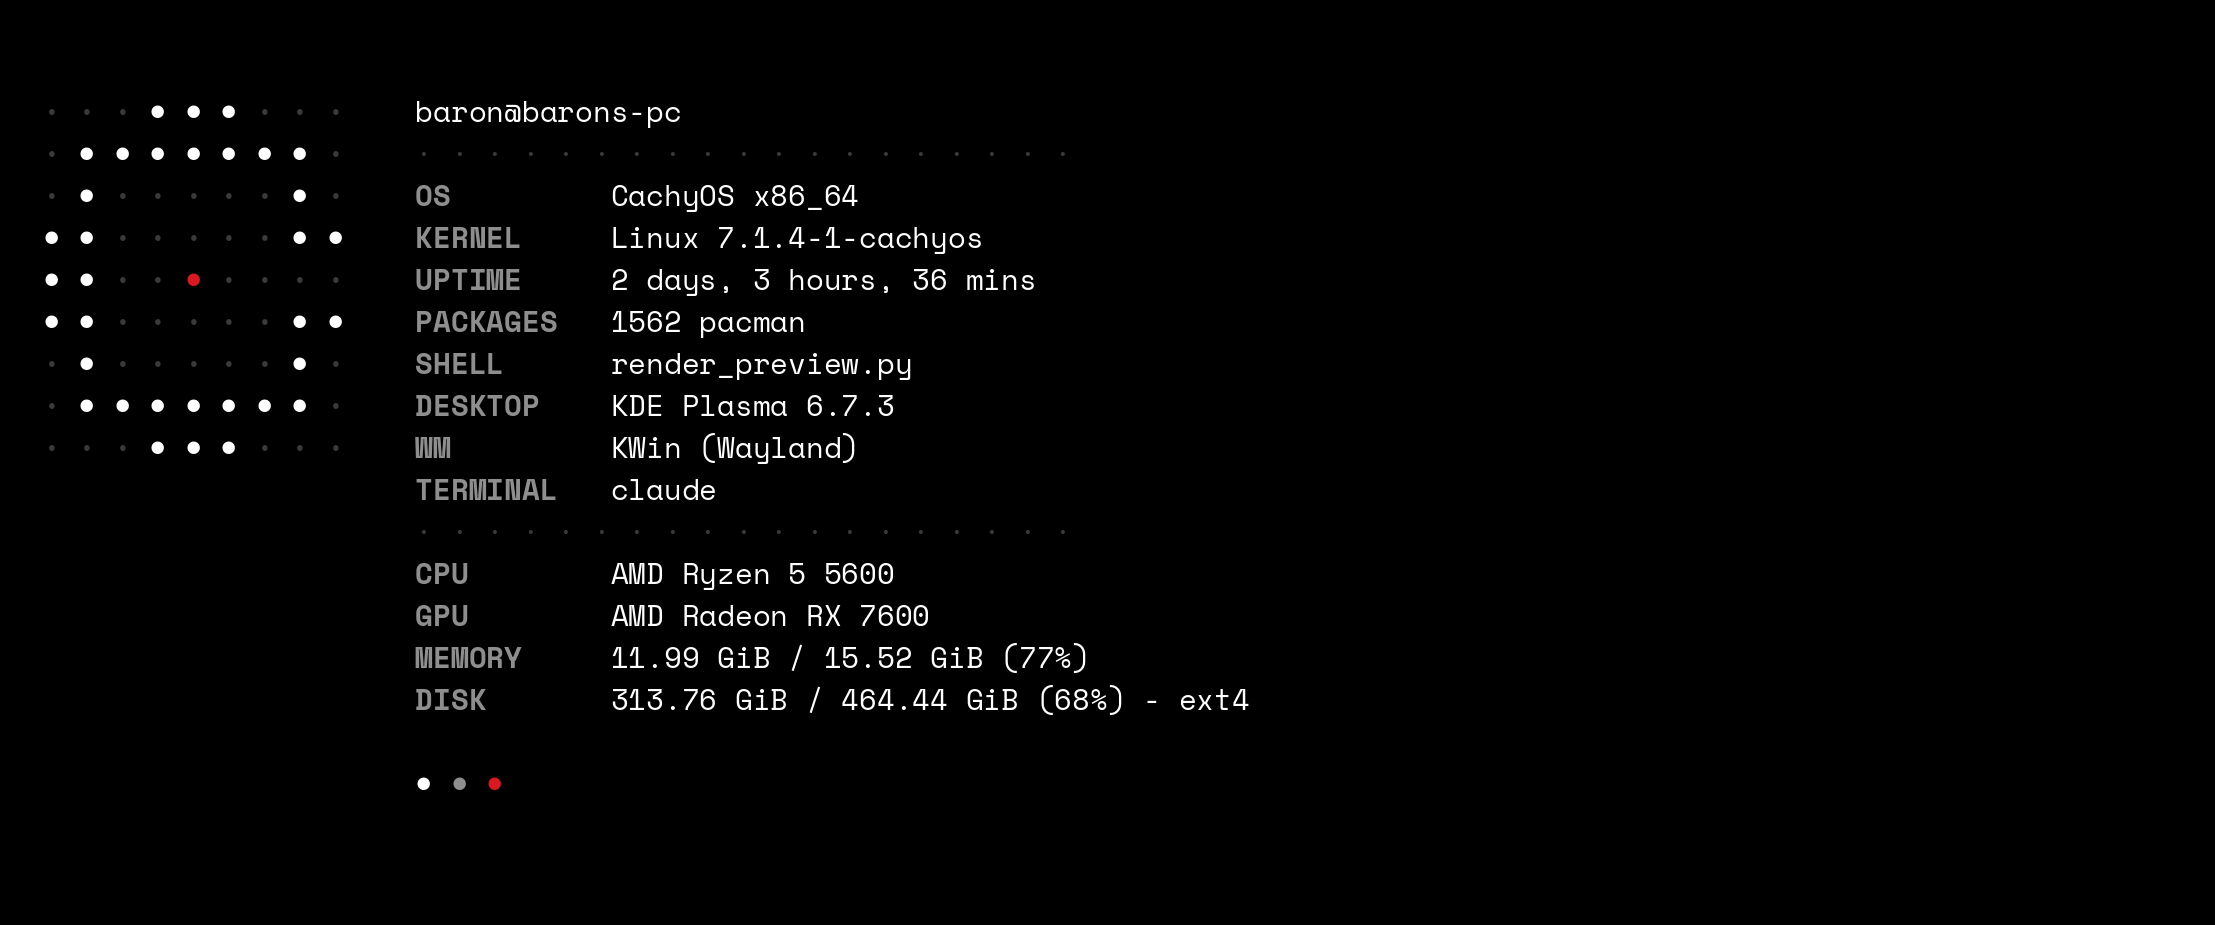 baron@barons-pc
OS CachyOS x86_64
KERNEL Linux 7.1.4-1-cachyos
UPTIME 2 days, 3 hours, 36 mins
PACKAGES 1562 pacman
SHELL render_preview.py
DESKTOP KDE Plasma 6.7.3
WM KWin (Wayland)
TERMINAL claude
CPU AMD Ryzen 5 5600
GPU AMD Radeon RX 7600
MEMORY 11.99 GiB / 15.52 GiB (77%)
DISK 313.76 GiB / 464.44 GiB (68%) - ext4